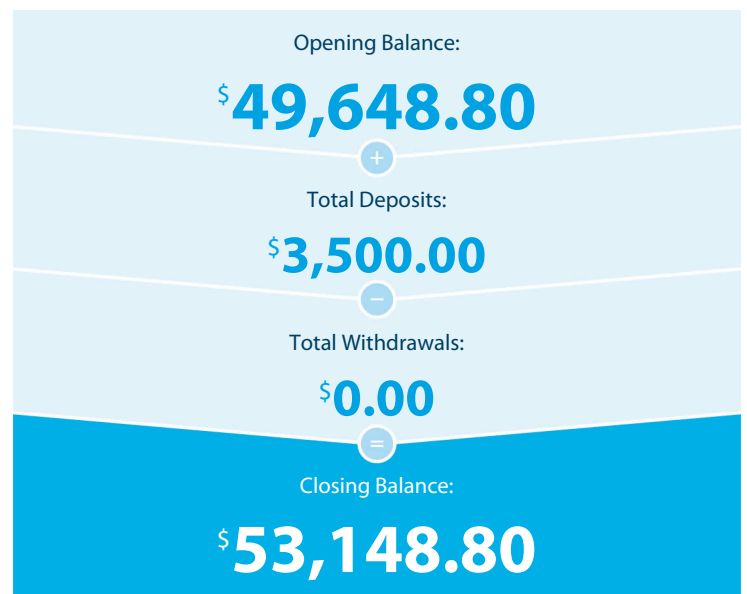 Opening Balance:
$49,648.80
+
Total Deposits:
$3,500.00
−
Total Withdrawals:
$0.00
=
Closing Balance:
$53,148.80